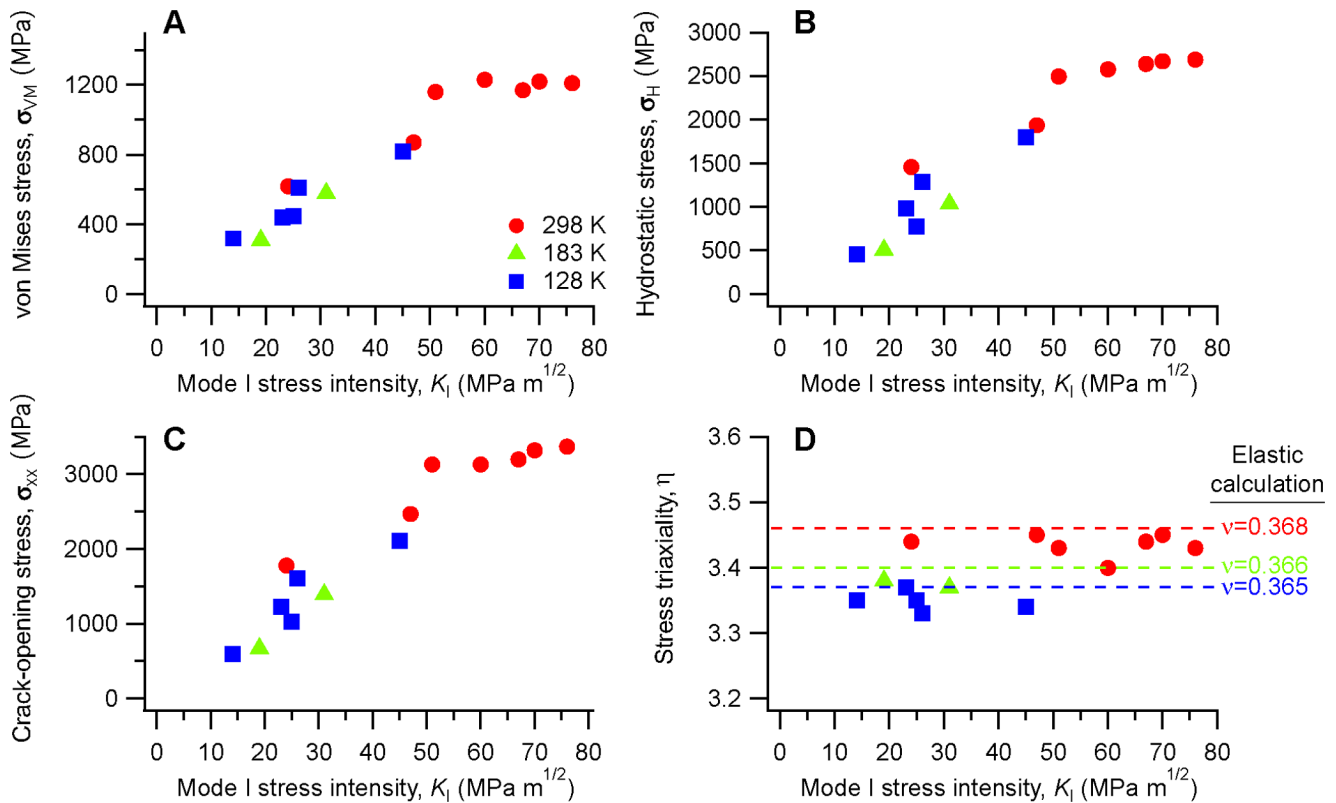 A
von Mises stress, σVM (MPa)
1200
800
400
0
298 K
183 K
128 K
0 10 20 30 40 50 60 70 80
Mode I stress intensity, KI (MPa m1/2)
B
Hydrostatic stress, σH (MPa)
3000
2500
2000
1500
1000
500
0
0 10 20 30 40 50 60 70 80
Mode I stress intensity, KI (MPa m1/2)
C
Crack-opening stress, σXX (MPa)
3000
2000
1000
0
0 10 20 30 40 50 60 70 80
Mode I stress intensity, KI (MPa m1/2)
D
Stress triaxiality, η
3.6
3.5
3.4
3.3
3.2
Elastic
calculation
ν=0.368
ν=0.366
ν=0.365
0 10 20 30 40 50 60 70 80
Mode I stress intensity, KI (MPa m1/2)